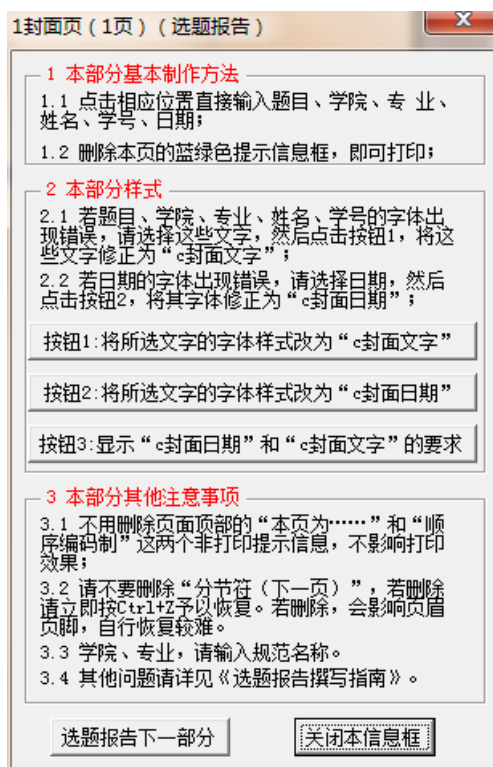 1封面页（1页）（选题报告）
1 本部分基本制作方法
1.1 点击相应位置直接输入题目、学院、专 业、
姓名、学号、日期；
1.2 删除本页的蓝绿色提示信息框，即可打印；
2 本部分样式
2.1 若题目、学院、专业、姓名、学号的字体出
现错误，请选择这些文字，然后点击按钮1，将这
些文字修正为“c封面文字”；
2.2 若日期的字体出现错误，请选择日期，然后
点击按钮2，将其字体修正为“c封面日期”；
按钮1:将所选文字的字体样式改为“c封面文字”
按钮2:将所选文字的字体样式改为“c封面日期”
按钮3:显示“c封面日期”和“c封面文字”的要求
3 本部分其他注意事项
3.1 不用删除页面顶部的“本页为……”和“顺
序编码制”这两个非打印提示信息，不影响打印
效果；
3.2 请不要删除“分节符（下一页）”，若删除
请立即按Ctrl+Z予以恢复。若删除，会影响页眉
页脚，自行恢复较难。
3.3 学院、专业，请输入规范名称。
3.4 其他问题请详见《选题报告撰写指南》。
选题报告下一部分
关闭本信息框